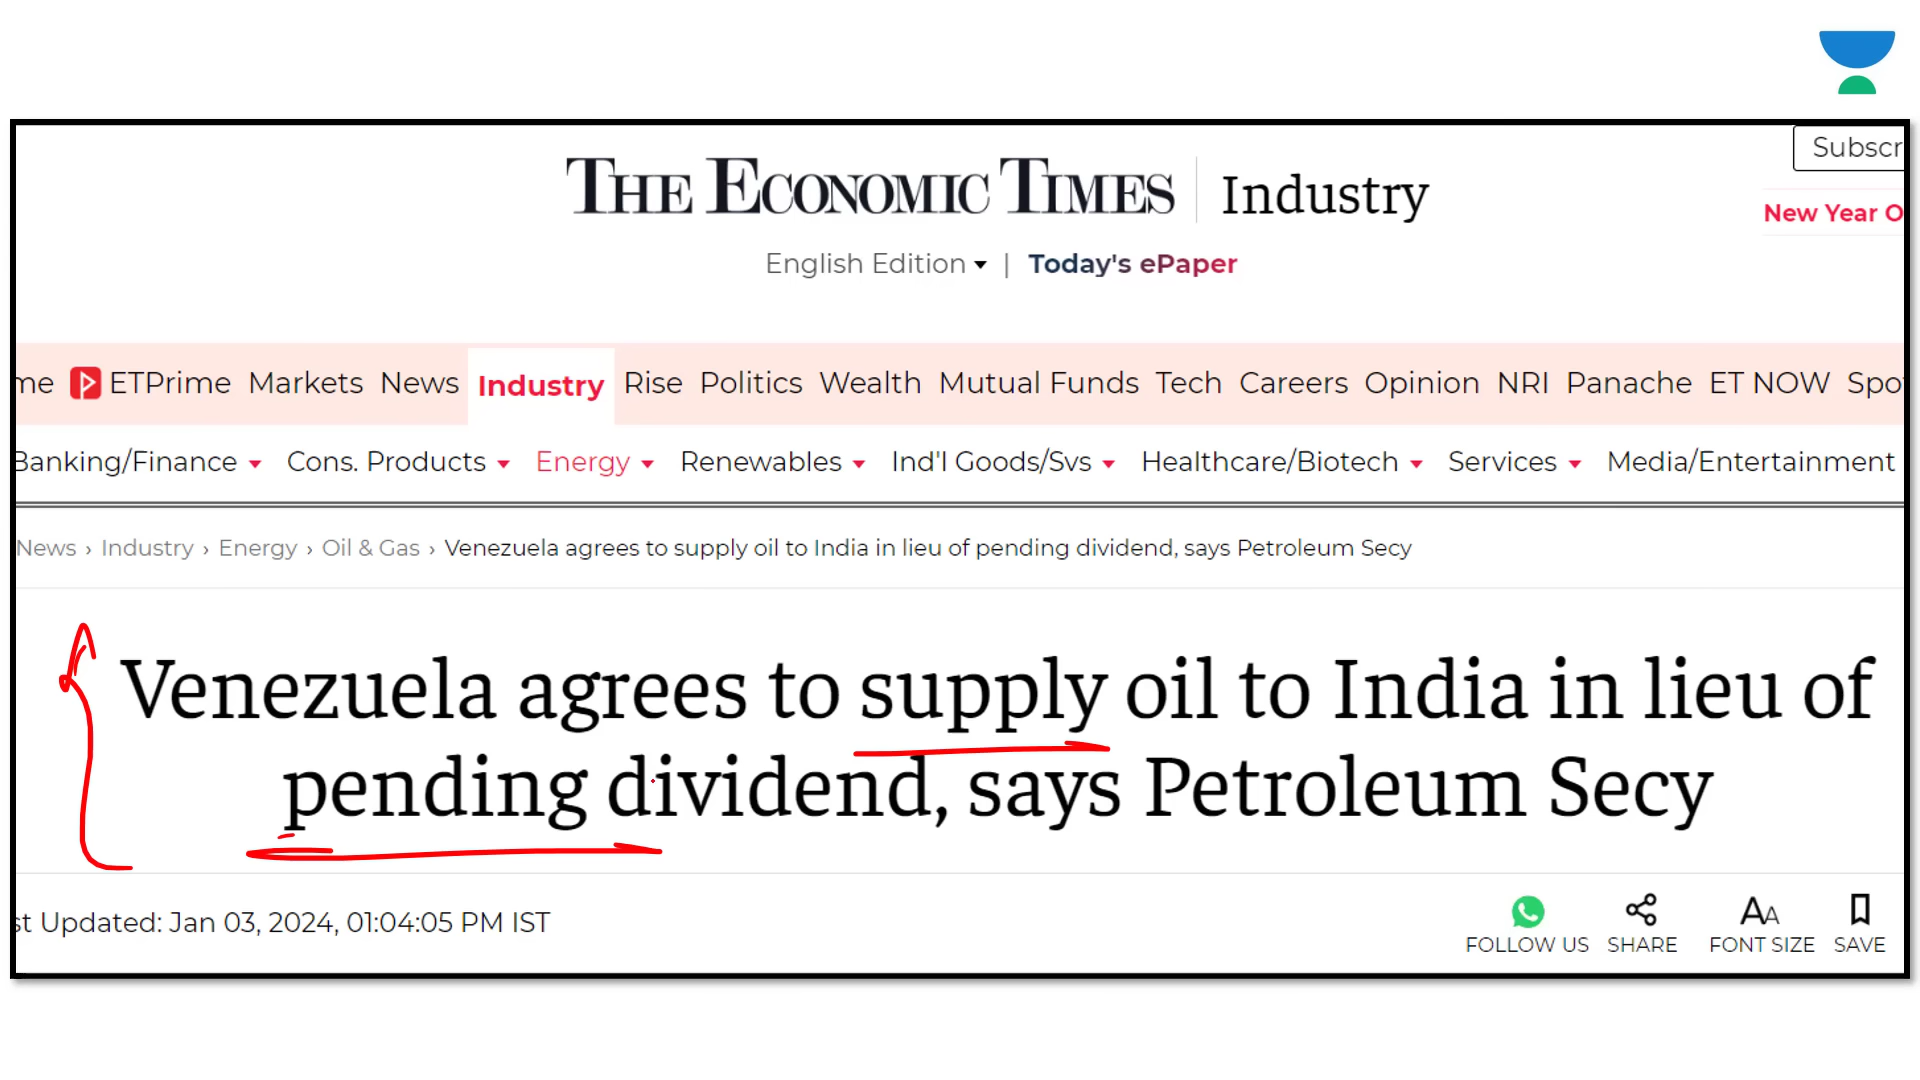 Subscr
THE ECONOMIC TIMES | Industry
New Year O
English Edition | Today's ePaper
me ETPrime Markets News Industry Rise Politics Wealth Mutual Funds Tech Careers Opinion NRI Panache ET NOW Spo
Banking/Finance Cons. Products Energy Renewables Ind'l Goods/Svs Healthcare/Biotech Services Media/Entertainment
News › Industry › Energy › Oil & Gas › Venezuela agrees to supply oil to India in lieu of pending dividend, says Petroleum Secy
Venezuela agrees to supply oil to India in lieu of
pending dividend, says Petroleum Secy
st Updated: Jan 03, 2024, 01:04:05 PM IST
FOLLOW US SHARE FONT SIZE SAVE